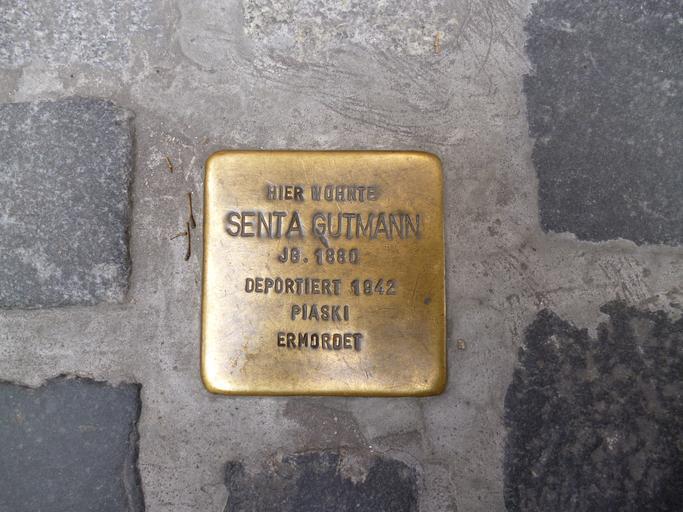 HIER WOHNTE
SENTA GUTMANN
JG. 1880
DEPORTIERT 1942
PIASKI
ERMORDET